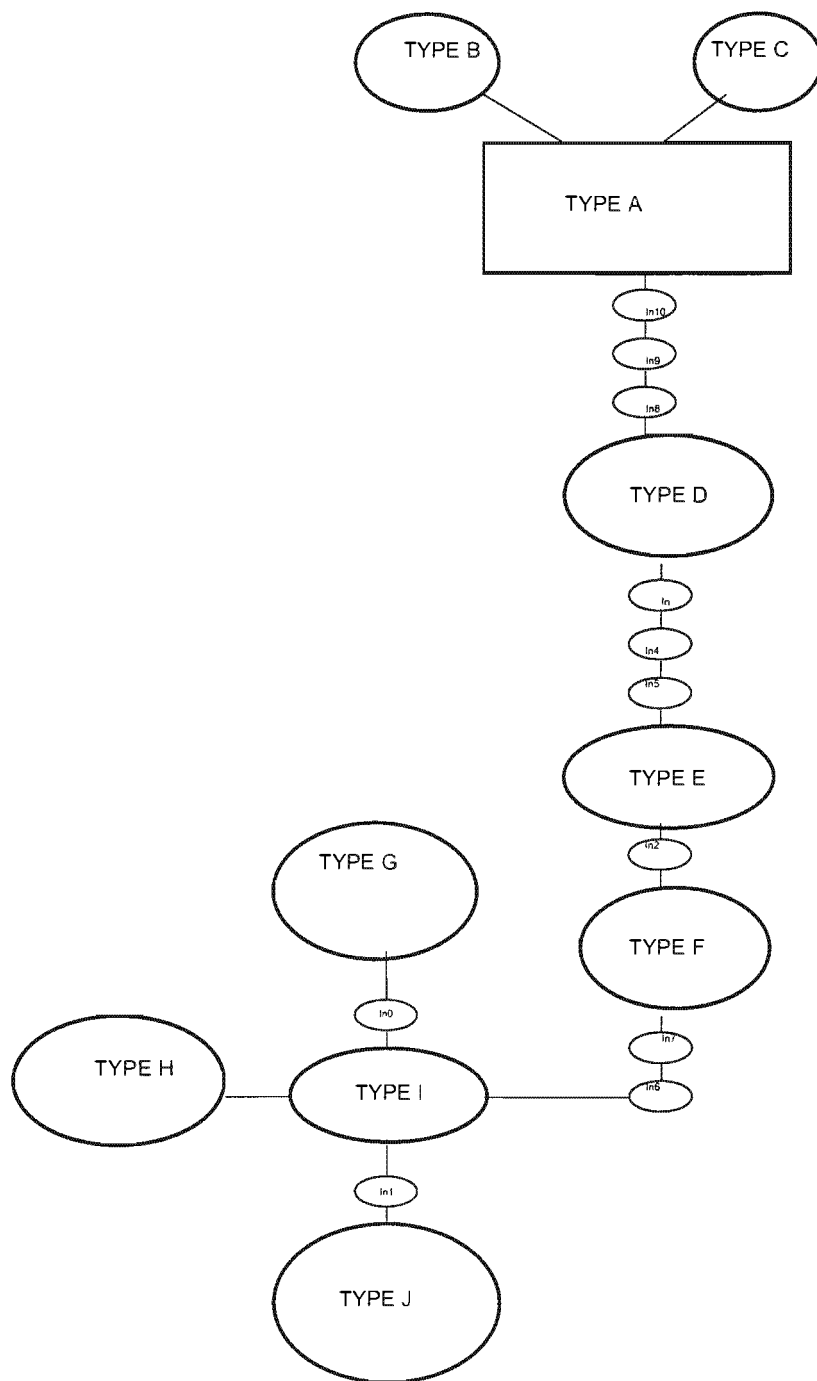 TYPE B
TYPE C
TYPE A
In10
In9
In8
TYPE D
In
In4
In5
TYPE E
In2
TYPE G
TYPE F
In0
In7
TYPE H
TYPE I
In6
In1
TYPE J